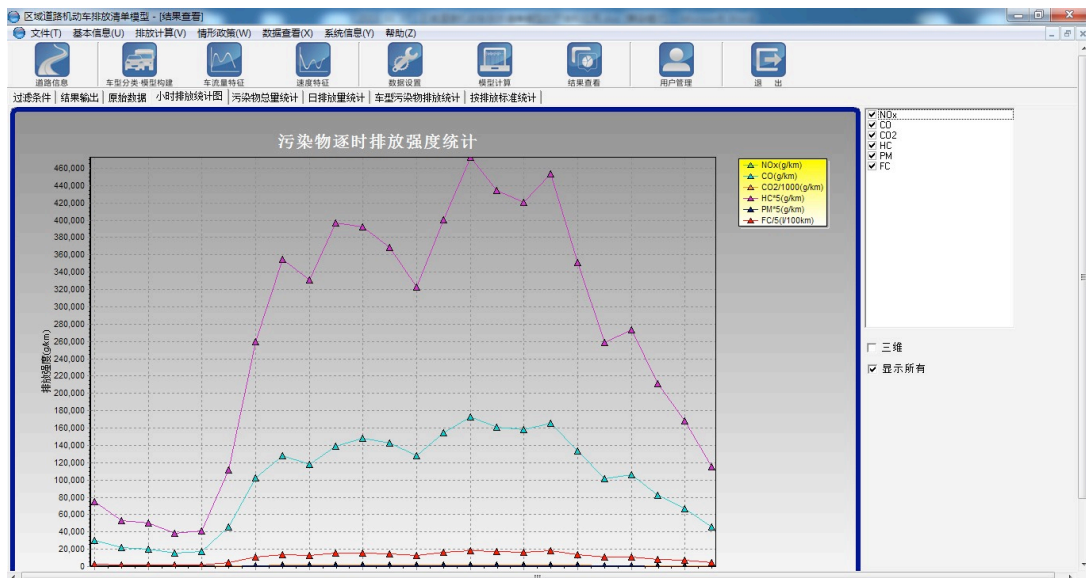 区域道路机动车排放清单模型 - [结果查看]
文件(T) 基本信息(U) 排放计算(V) 情形政策(W) 数据查看(X) 系统信息(Y) 帮助(Z)
道路信息 车型分类 模型构建 车流量特征 速度特征 数据设置 模型计算 结果查看 用户管理 退 出
过滤条件 结果输出 原始数据 小时排放统计图 污染物总量统计 日排放量统计 车型污染物排放统计 按排放标准统计
污染物逐时排放强度统计
排放强度(g/km)
460,000
440,000
420,000
400,000
380,000
360,000
340,000
320,000
300,000
280,000
260,000
240,000
220,000
200,000
180,000
160,000
140,000
120,000
100,000
80,000
60,000
40,000
20,000
0
NOx(g/km)
CO(g/km)
CO2/1000(g/km)
HC*5(g/km)
PM*5(g/km)
FC/5(l/100km)
NOx
CO
CO2
HC
PM
FC
三维
显示所有